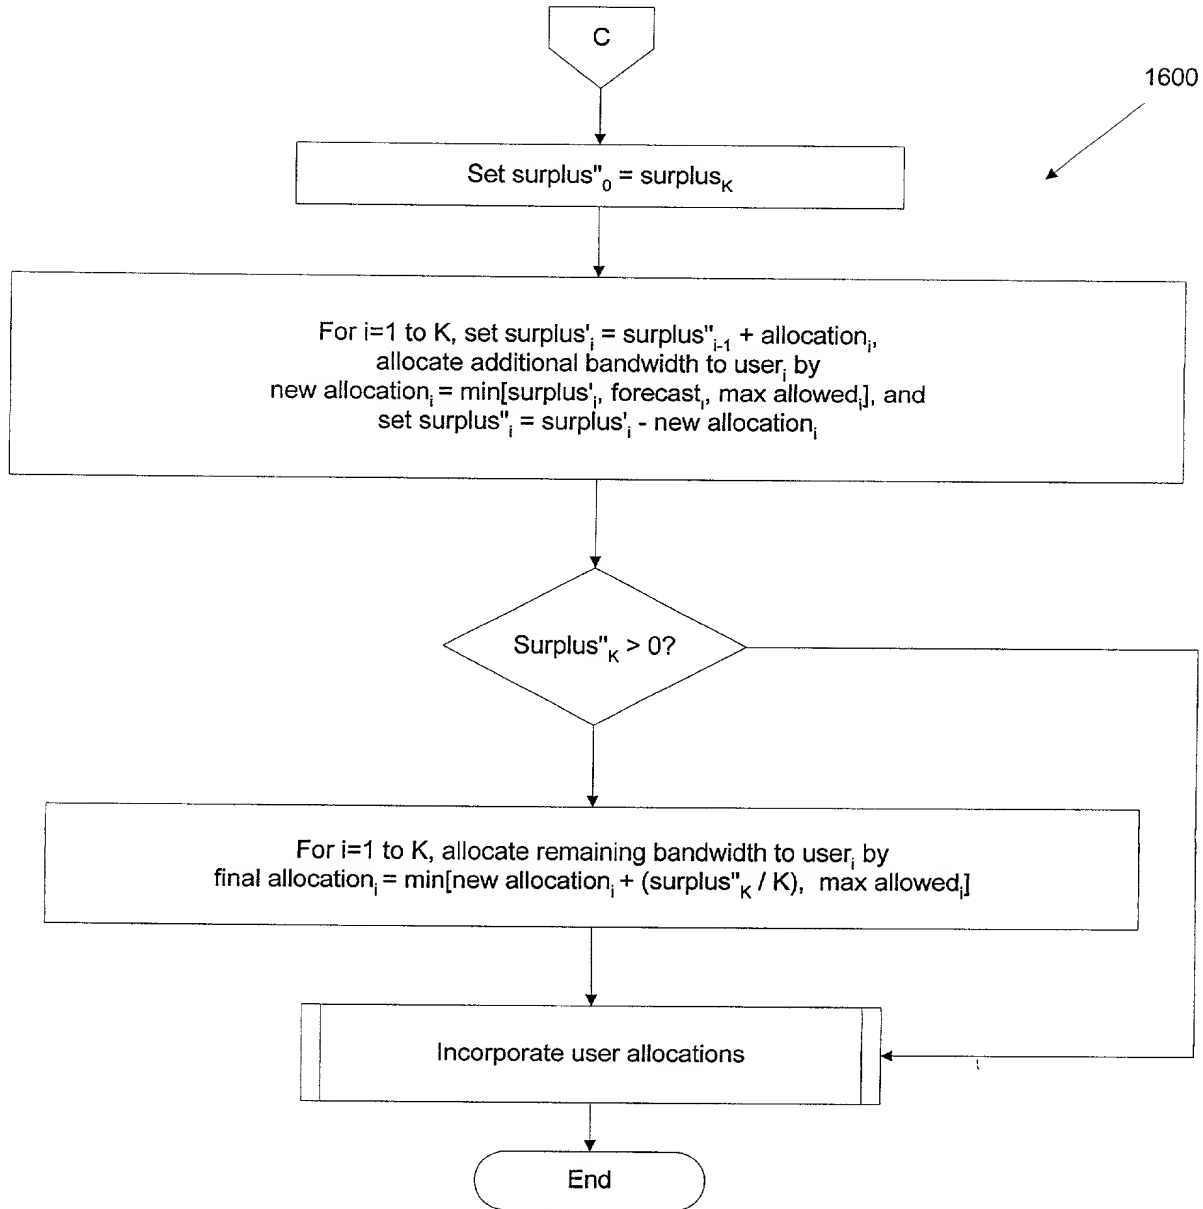 C
1600
Set surplus"₀ = surplusK
For i=1 to K, set surplus'ᵢ = surplus"ᵢ₋₁ + allocationᵢ,
allocate additional bandwidth to userᵢ by
new allocationᵢ = min[surplus'ᵢ, forecastᵢ, max allowedᵢ], and
set surplus"ᵢ = surplus'ᵢ - new allocationᵢ
Surplus"K > 0?
For i=1 to K, allocate remaining bandwidth to userᵢ by
final allocationᵢ = min[new allocationᵢ + (surplus"K / K), max allowedᵢ]
Incorporate user allocations
End